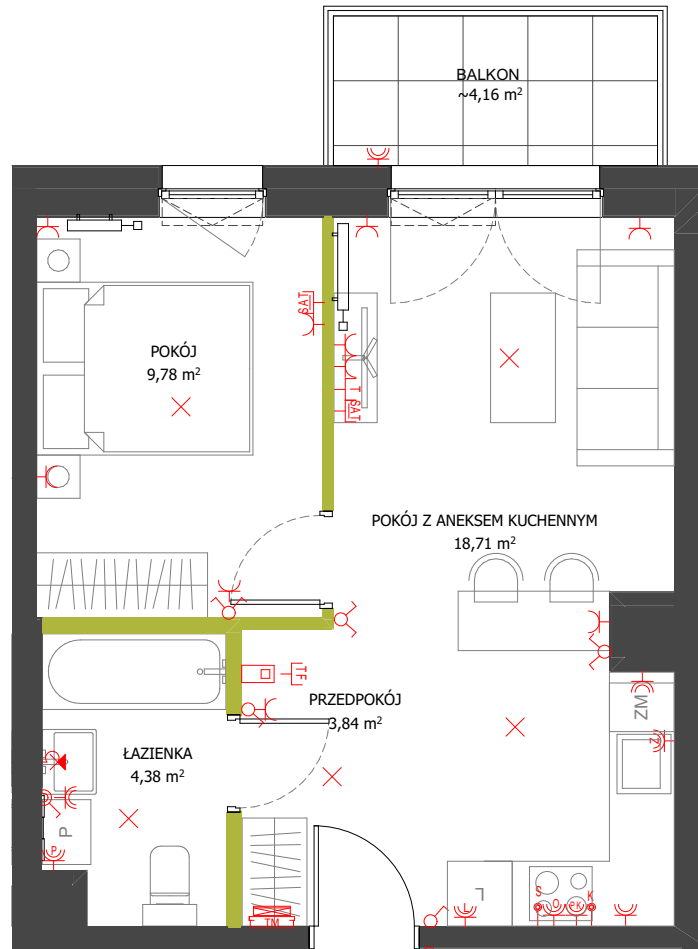 BALKON
~4,16 m²
SAT
POKÓJ
9,78 m²
T
SAT
POKÓJ Z ANEKSEM KUCHENNYM
18,71 m²
TF
PRZEDPOKÓJ
3,84 m²
ZM
Z
ŁAZIENKA
4,38 m²
P
P
TM
L
S
O
PK
K